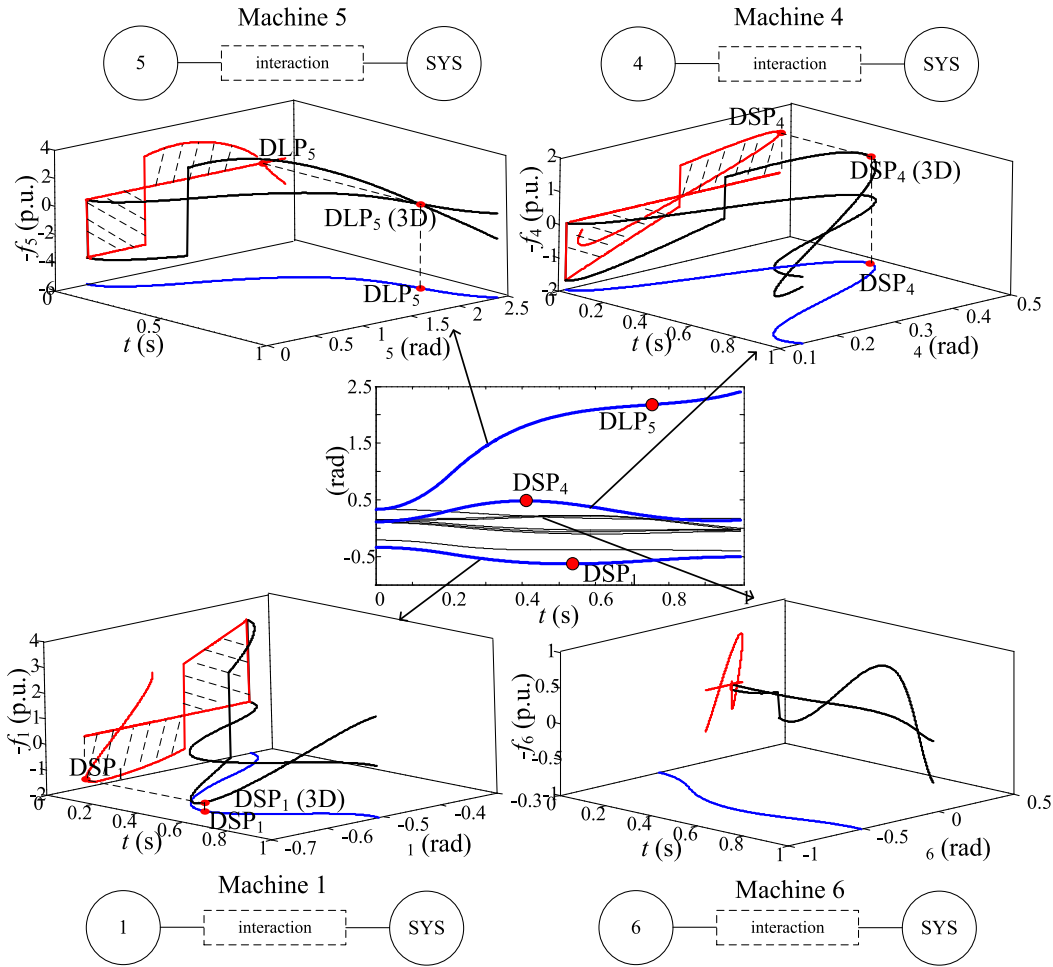 Machine 5
5
interaction
SYS
Machine 4
4
interaction
SYS
4
2
0
-2
-4
-6
-f5 (p.u.)
0
0.5
1
t (s)
0
0.5
1
1.5
2
2.5
5 (rad)
DLP5
DLP5 (3D)
DLP5
2
1
0
-1
-2
-f4 (p.u.)
0
0.2
0.4
0.6
0.8
1
t (s)
0.1
0.2
0.3
0.4
0.5
4 (rad)
DSP4
DSP4 (3D)
DSP4
2.5
1.5
0.5
-0.5
(rad)
0
0.2
0.4
0.6
0.8
1
t (s)
DLP5
DSP4
DSP1
4
3
2
1
0
-1
-2
-f1 (p.u.)
0
0.2
0.4
0.6
0.8
1
t (s)
-0.7
-0.6
-0.5
-0.4
1 (rad)
DSP1
DSP1 (3D)
DSP1
1
0.5
0
-0.5
-1
-f6 (p.u.)
-0.31
0.2
0.4
0.6
0.8
1
t (s)
-1
-0.5
0
0.5
6 (rad)
Machine 1
1
interaction
SYS
Machine 6
6
interaction
SYS